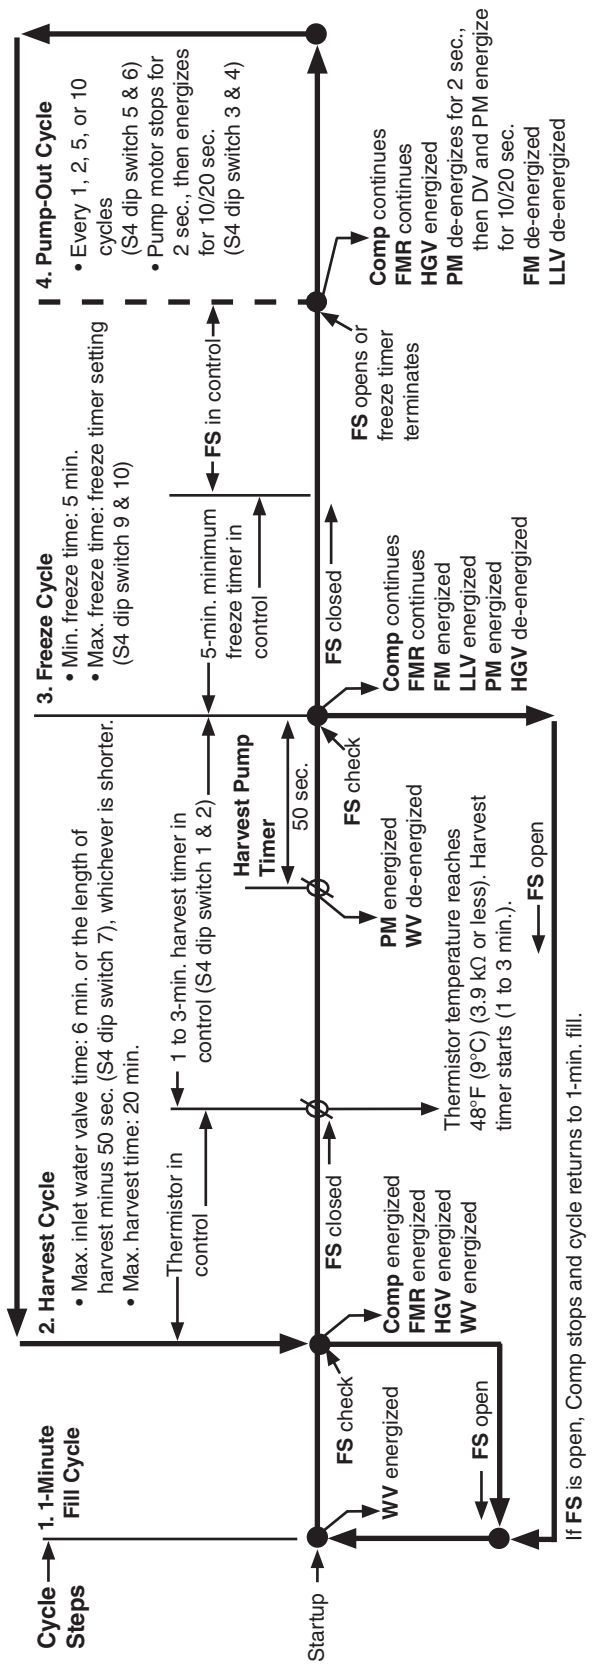 Cycle
Steps
1. 1-Minute
Fill Cycle
2. Harvest Cycle
• Max. inlet water valve time: 6 min. or the length of
harvest minus 50 sec. (S4 dip switch 7), whichever is shorter.
• Max. harvest time: 20 min.
3. Freeze Cycle
• Min. freeze time: 5 min.
• Max. freeze time: freeze timer setting
(S4 dip switch 9 & 10)
4. Pump-Out Cycle
• Every 1, 2, 5, or 10
cycles
(S4 dip switch 5 & 6)
• Pump motor stops for
2 sec., then energizes
for 10/20 sec.
(S4 dip switch 3 & 4)
Thermistor in
control
1 to 3-min. harvest timer in
control (S4 dip switch 1 & 2)
Harvest Pump
Timer
50 sec.
5-min. minimum
freeze timer in
control
FS in control
Startup
WV energized
FS check
Comp energized
FMR energized
HGV energized
WV energized
FS open
FS closed
Thermistor temperature reaches
48°F (9°C) (3.9 kΩ or less). Harvest
timer starts (1 to 3 min.).
PM energized
WV de-energized
FS check
Comp continues
FMR continues
FM energized
LLV energized
PM energized
HGV de-energized
FS closed
FS opens or
freeze timer
terminates
Comp continues
FMR continues
HGV energized
PM de-energizes for 2 sec.,
then DV and PM energize
for 10/20 sec.
FM de-energized
LLV de-energized
FS open
If FS is open, Comp stops and cycle returns to 1-min. fill.